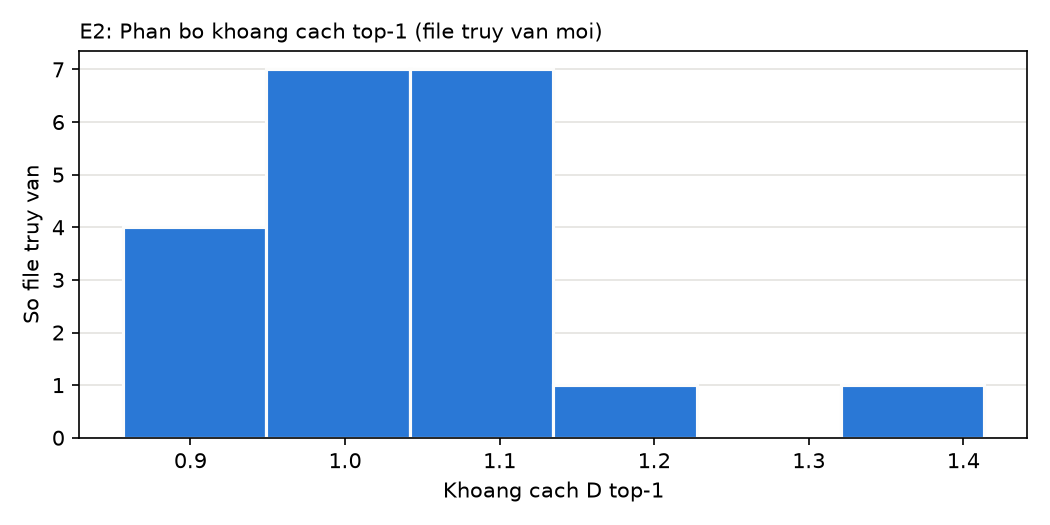 E2: Phan bo khoang cach top-1 (file truy van moi)
So file truy van
7
6
5
4
3
2
1
0
0.9 1.0 1.1 1.2 1.3 1.4
Khoang cach D top-1